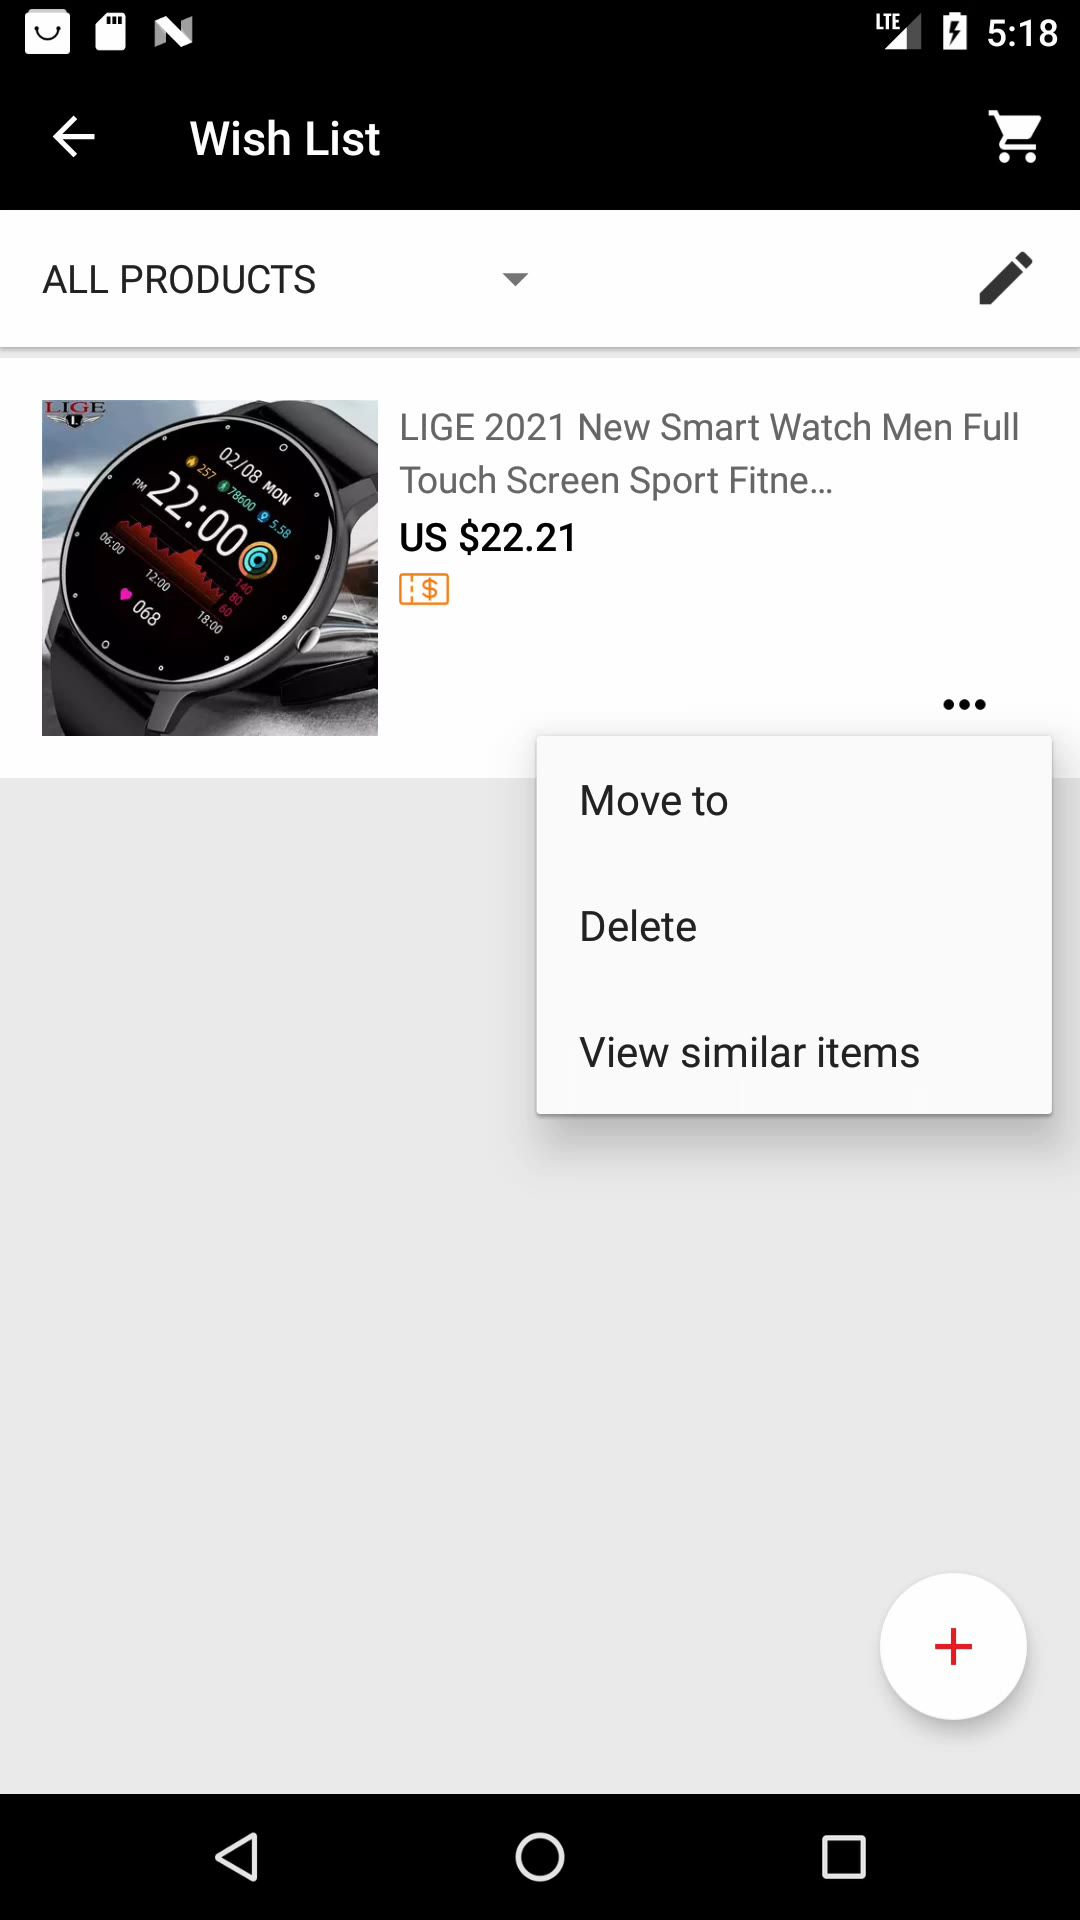 LTE 5:18
Wish List
ALL PRODUCTS
LIGE
L
02/08 MON
257 78600 5.58
PM 22:00
06:00
12:00
18:00
140
80
60
068
LIGE 2021 New Smart Watch Men Full
Touch Screen Sport Fitne...
US $22.21
$
Move to
Delete
View similar items